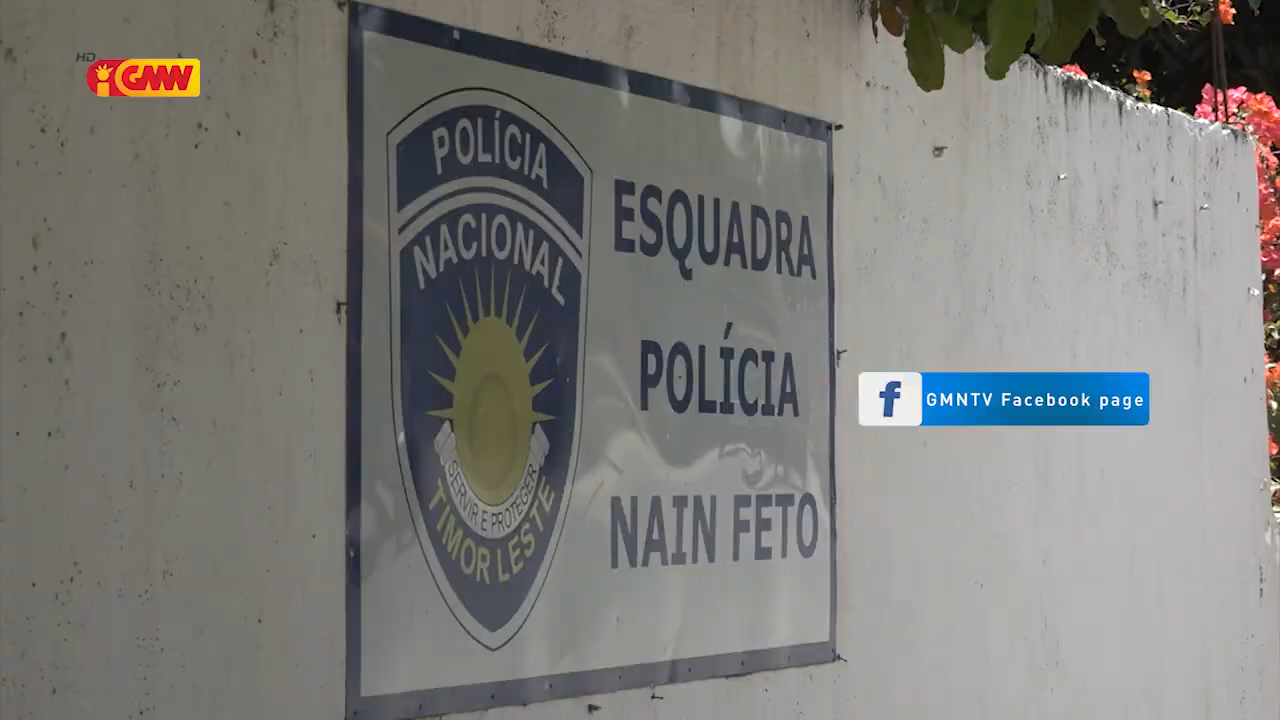 HD
GMN
POLÍCIA
NACIONAL
SERVIR E PROTEGER
TIMOR LESTE
ESQUADRA
POLÍCIA
NAIN FETO
f GMNTV Facebook page